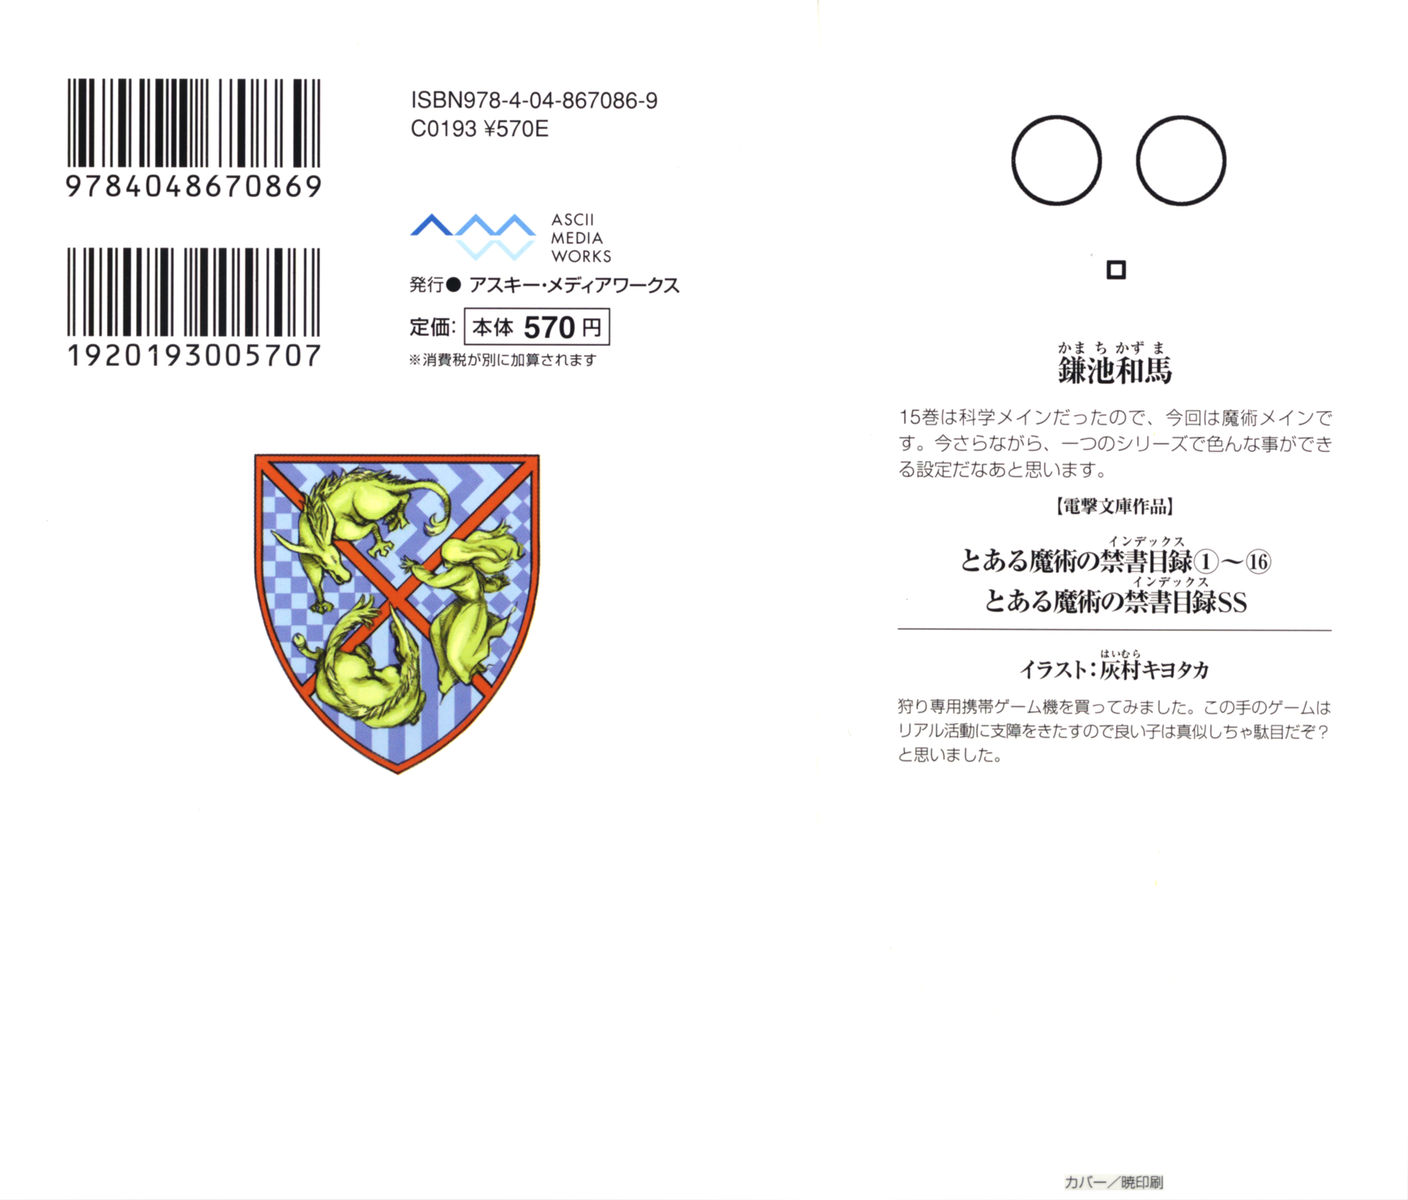 9784048670869
1920193005707
ISBN978-4-04-867086-9
C0193 ¥570E
ASCII
MEDIA
WORKS
発行● アスキー・メディアワークス
定価: 本体 570 円
※消費税が別に加算されます
かま ち かず ま
鎌池和馬
15巻は科学メインだったので、今回は魔術メインで
す。今さらながら、一つのシリーズで色んな事ができ
る設定だなあと思います。
【電撃文庫作品】
インデックス
とある魔術の禁書目録①〜⑯
インデックス
とある魔術の禁書目録SS
はいむら
イラスト:灰村キヨタカ
狩り専用携帯ゲーム機を買ってみました。この手のゲームは
リアル活動に支障をきたすので良い子は真似しちゃ駄目だぞ?
と思いました。
カバー/暁印刷